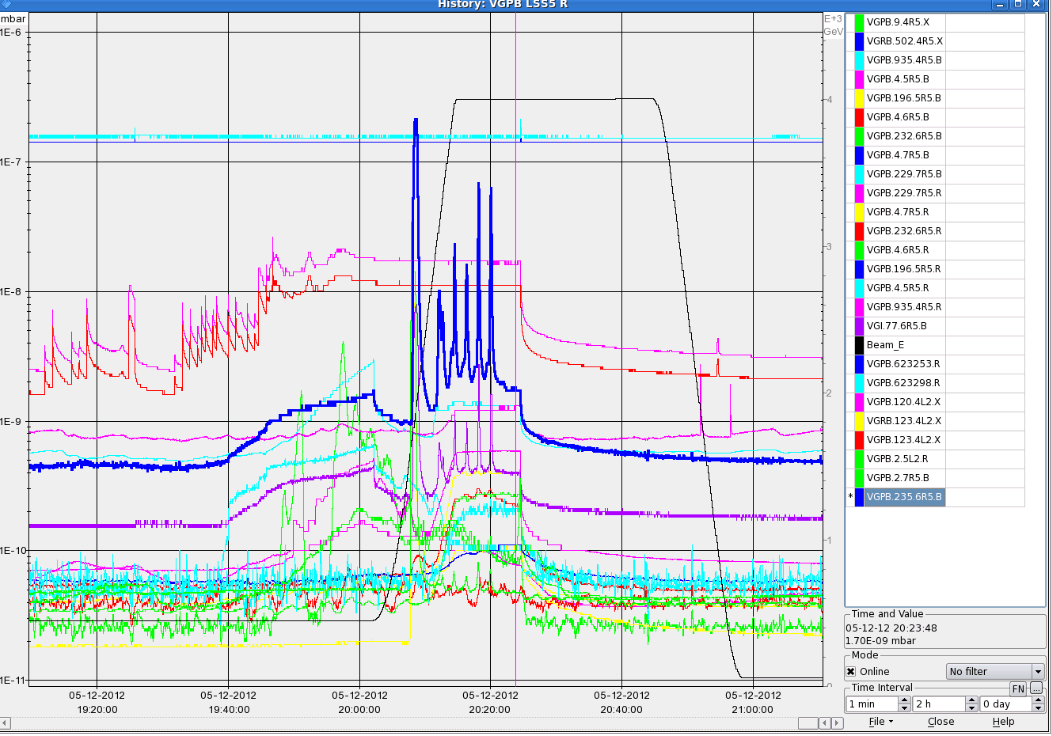 History: VGPB LSS5 R
mbar
E+3
GeV
1E-6
1E-7
1E-8
1E-9
1E-10
1E-11
4
3
2
1
0
05-12-2012 05-12-2012 05-12-2012 05-12-2012 05-12-2012 05-12-2012
19:20:00 19:40:00 20:00:00 20:20:00 20:40:00 21:00:00
VGPB.9.4R5.X
VGRB.502.4R5.X
VGPB.935.4R5.B
VGPB.4.5R5.B
VGPB.196.5R5.B
VGPB.4.6R5.B
VGPB.232.6R5.B
VGPB.4.7R5.B
VGPB.229.7R5.B
VGPB.229.7R5.R
VGPB.4.7R5.R
VGPB.232.6R5.R
VGPB.4.6R5.R
VGPB.196.5R5.R
VGPB.4.5R5.R
VGPB.935.4R5.R
VGI.77.6R5.B
Beam_E
VGPB.623253.R
VGPB.623298.R
VGPB.120.4L2.X
VGRB.123.4L2.X
VGPB.123.4L2.X
VGPB.2.5L2.R
VGPB.2.7R5.B
* VGPB.235.6R5.B
Time and Value
05-12-12 20:23:48
1.70E-09 mbar
Mode
Online No filter
Time Interval FN ...
1 min 2 h 0 day
File Close Help